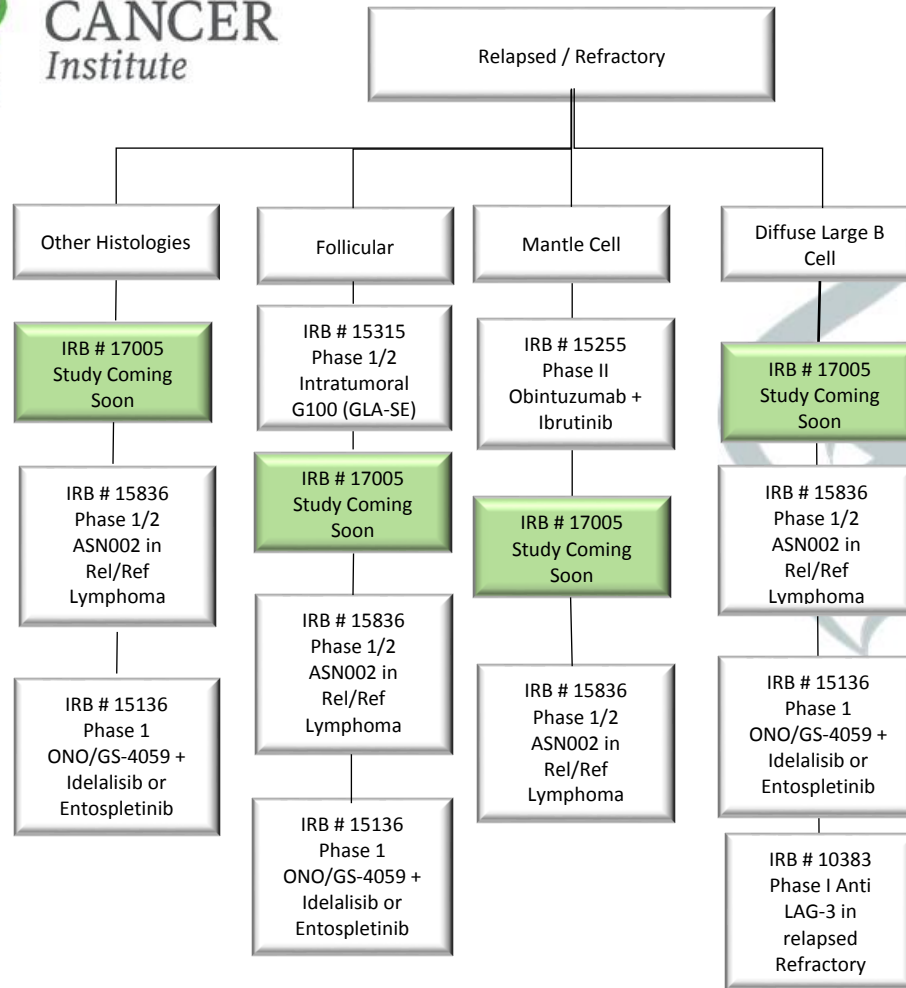 CANCER
Institute
Relapsed / Refractory
Other Histologies
IRB # 17005
Study Coming
Soon
IRB # 15836
Phase 1/2
ASN002 in
Rel/Ref
Lymphoma
IRB # 15136
Phase 1
ONO/GS-4059 +
Idelalisib or
Entospletinib
Follicular
IRB # 15315
Phase 1/2
Intratumoral
G100 (GLA-SE)
IRB # 17005
Study Coming
Soon
IRB # 15836
Phase 1/2
ASN002 in
Rel/Ref
Lymphoma
IRB # 15136
Phase 1
ONO/GS-4059 +
Idelalisib or
Entospletinib
Mantle Cell
IRB # 15255
Phase II
Obintuzumab +
Ibrutinib
IRB # 17005
Study Coming
Soon
IRB # 15836
Phase 1/2
ASN002 in
Rel/Ref
Lymphoma
Diffuse Large B
Cell
IRB # 17005
Study Coming
Soon
IRB # 15836
Phase 1/2
ASN002 in
Rel/Ref
Lymphoma
IRB # 15136
Phase 1
ONO/GS-4059 +
Idelalisib or
Entospletinib
IRB # 10383
Phase I Anti
LAG-3 in
relapsed
Refractory